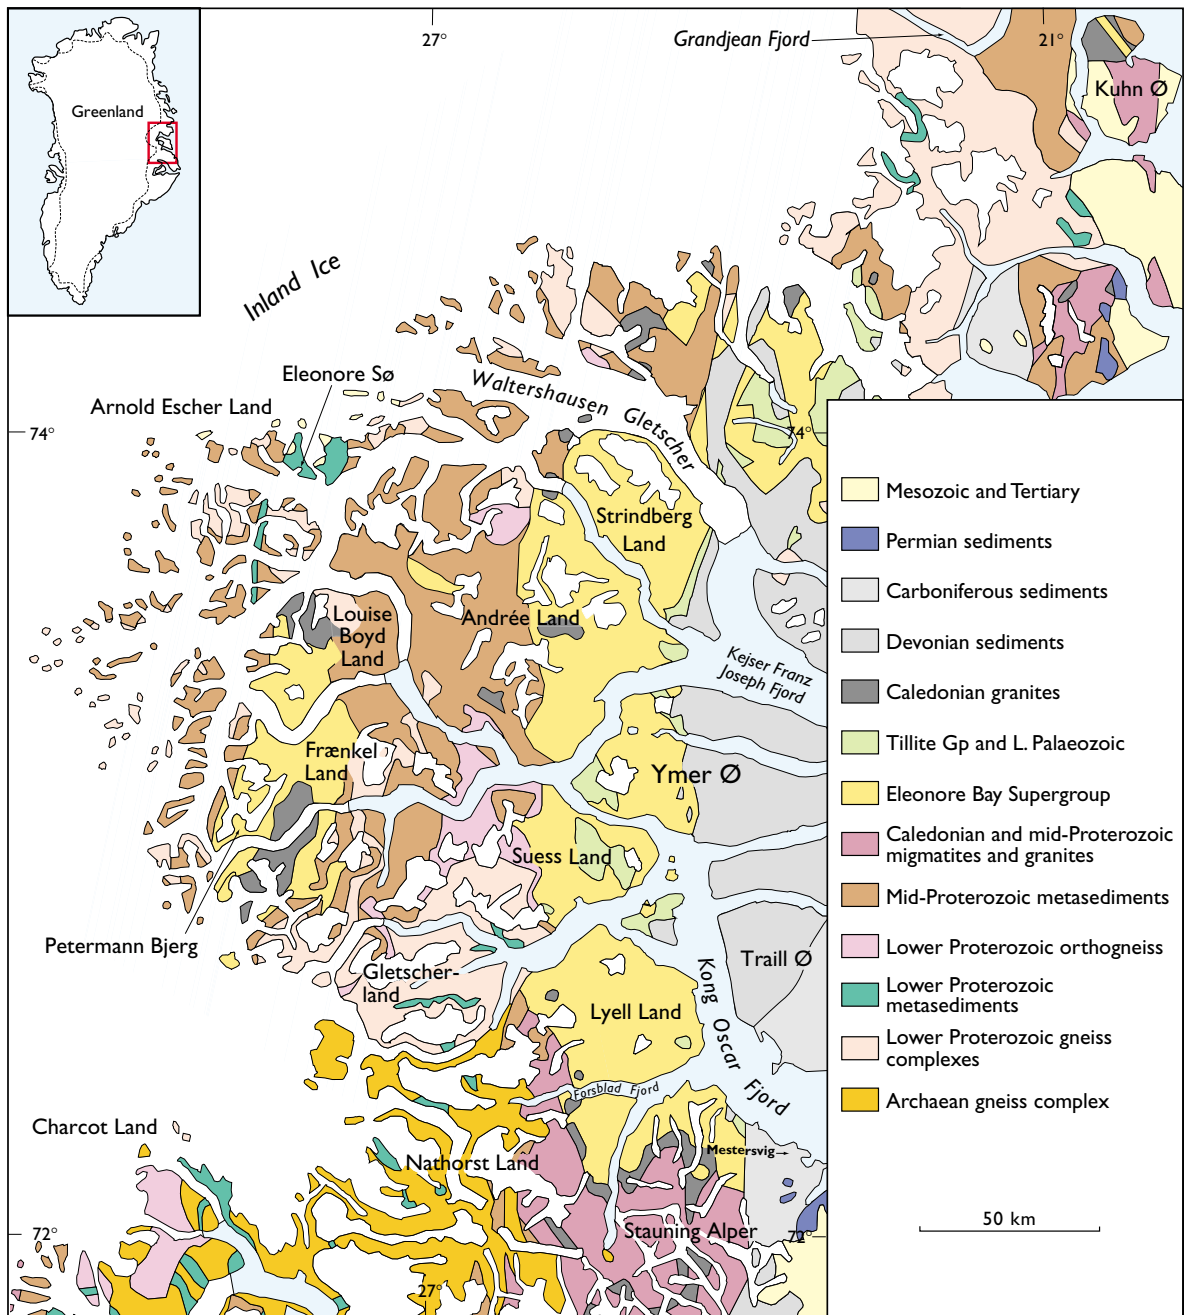 27°
21°
Grandjean Fjord
Kuhn Ø
Greenland
Inland Ice
Eleonore Sø
Arnold Escher Land
Waltershausen Gletscher
74°
74°
Strindberg
Land
Louise
Boyd
Land
Andrée Land
Kejser Franz
Joseph Fjord
Frænkel
Land
Ymer Ø
Suess Land
Petermann Bjerg
Gletscher-
land
Traill Ø
Lyell Land
Kong Oscar Fjord
Forsblad Fjord
Charcot Land
Nathorst Land
Mestersvig
Stauning Alper
72°
72°
27°
Mesozoic and Tertiary
Permian sediments
Carboniferous sediments
Devonian sediments
Caledonian granites
Tillite Gp and L. Palaeozoic
Eleonore Bay Supergroup
Caledonian and mid-Proterozoic
migmatites and granites
Mid-Proterozoic metasediments
Lower Proterozoic orthogneiss
Lower Proterozoic
metasediments
Lower Proterozoic gneiss
complexes
Archaean gneiss complex
50 km